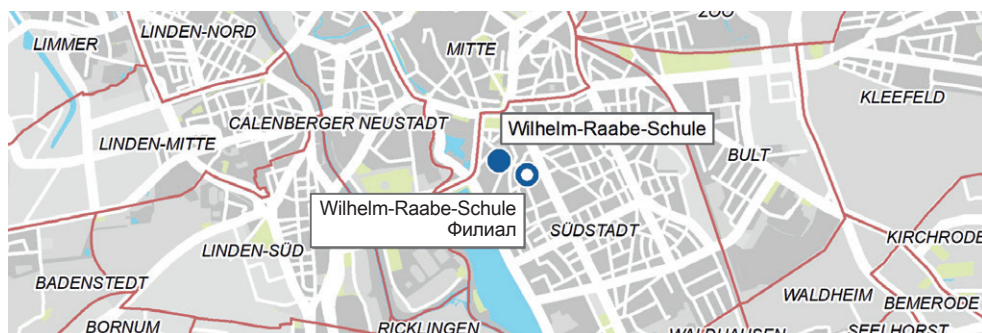 ZOO
LINDEN-NORD
LIMMER
MITTE
KLEEFELD
CALENBERGER NEUSTADT
Wilhelm-Raabe-Schule
LINDEN-MITTE
BULT
Wilhelm-Raabe-Schule
Филиал
SÜDSTADT
KIRCHRODE
LINDEN-SÜD
BADENSTEDT
WALDHEIM
BEMERODE
BORNUM
RICKLINGEN
WALDHAUSEN
SEELHORST